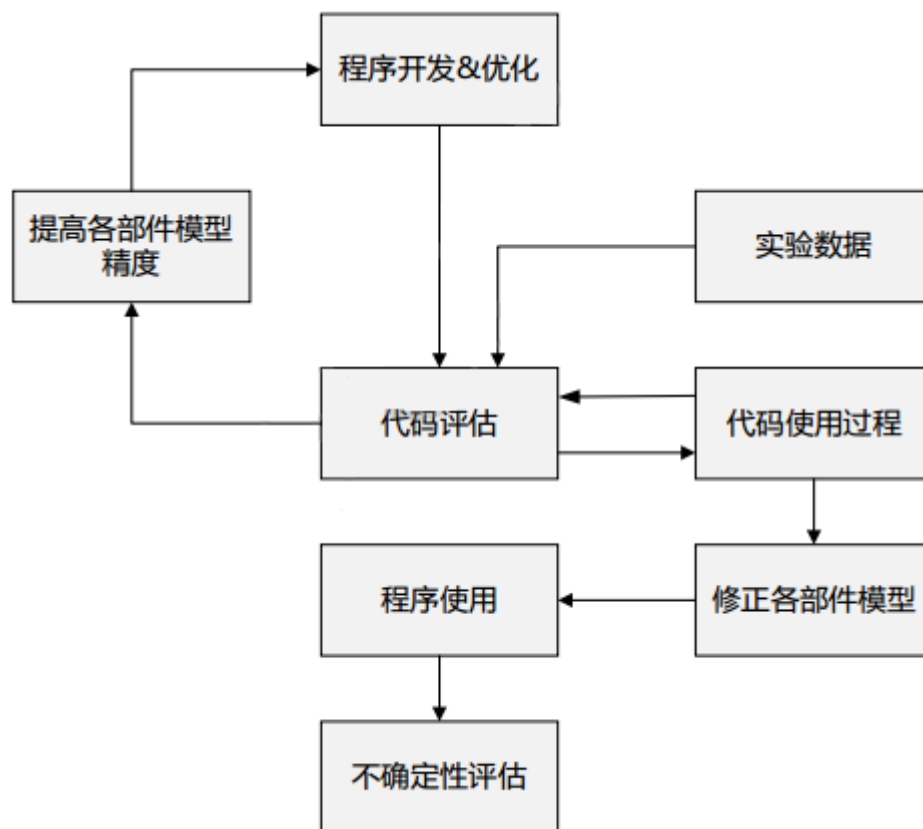 程序开发&优化
提高各部件模型
精度
实验数据
代码评估
代码使用过程
程序使用
修正各部件模型
不确定性评估